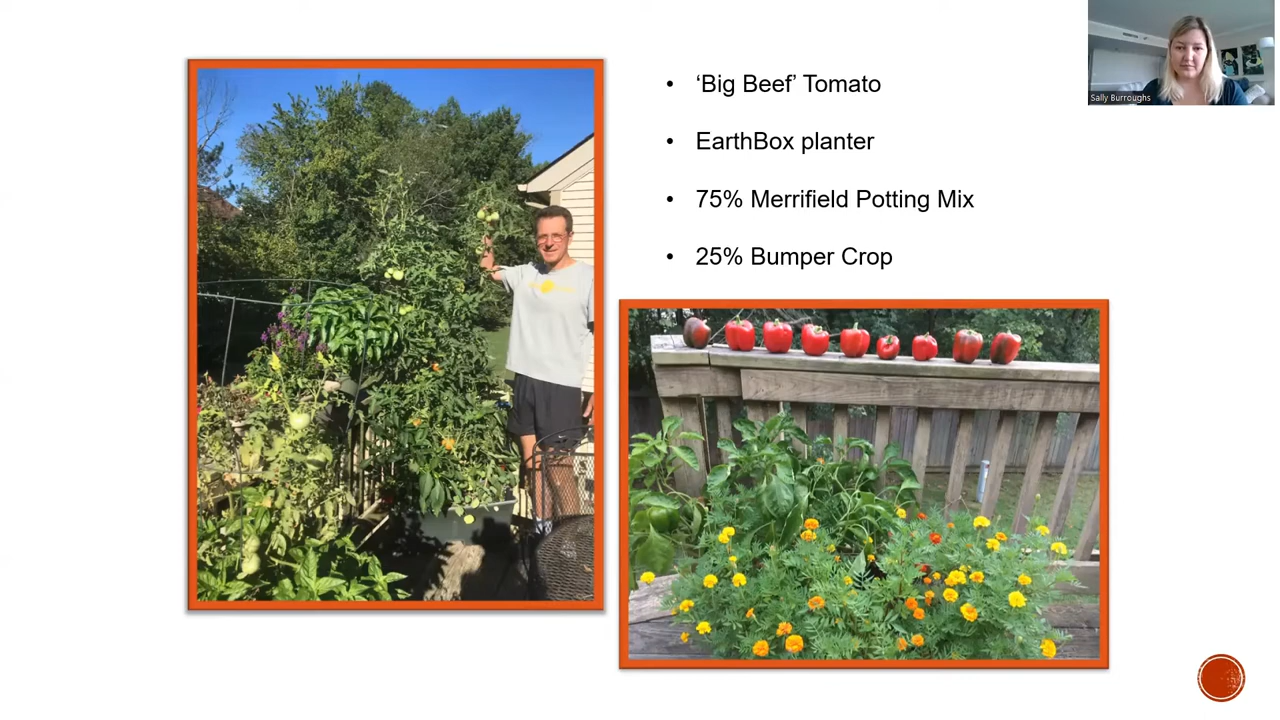 ‘Big Beef’ Tomato
EarthBox planter
75% Merrifield Potting Mix
25% Bumper Crop
Sally Burroughs